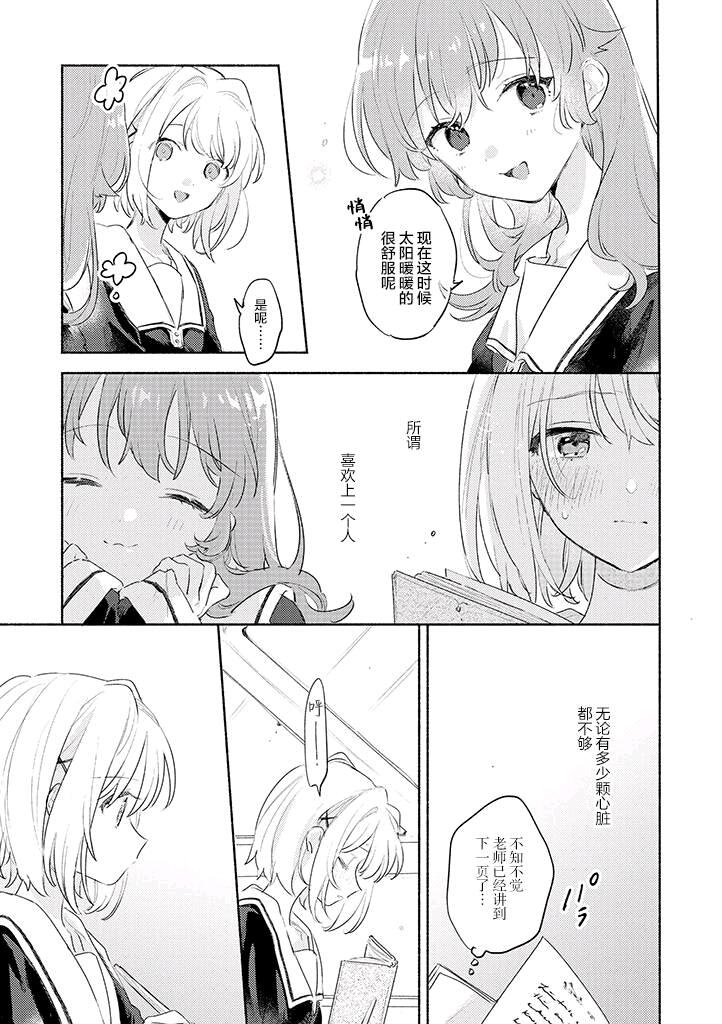 现在这时候
太阳暖暖的
很舒服呢
悄悄
是呢……
所谓
喜欢上一个人
无论有多少颗心脏
都不够
不知不觉
老师已经讲到
下一页了…
呼